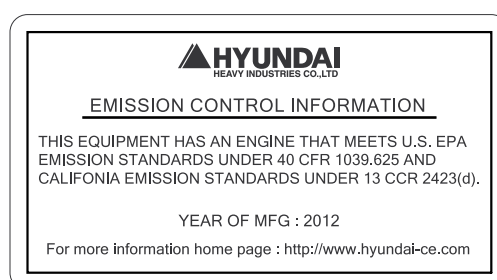 HYUNDAI
HEAVY INDUSTRIES CO.,LTD
EMISSION CONTROL INFORMATION
THIS EQUIPMENT HAS AN ENGINE THAT MEETS U.S. EPA
EMISSION STANDARDS UNDER 40 CFR 1039.625 AND
CALIFONIA EMISSION STANDARDS UNDER 13 CCR 2423(d).
YEAR OF MFG : 2012
For more information home page : http://www.hyundai-ce.com